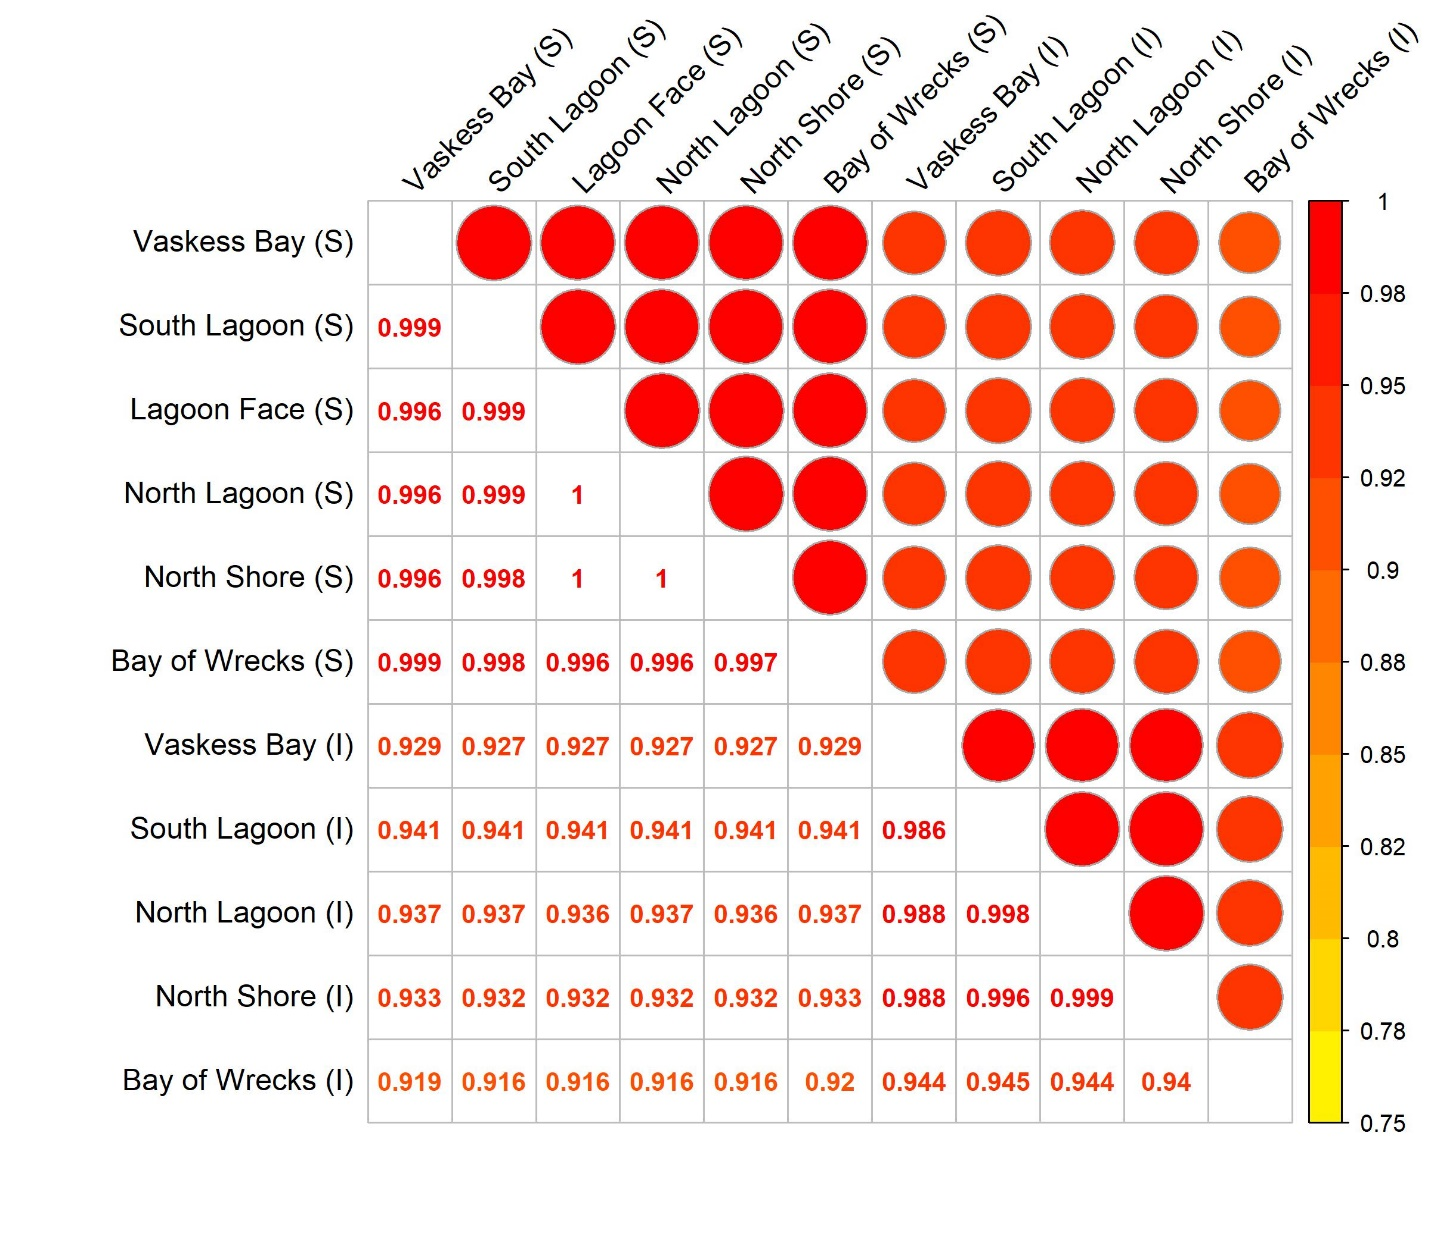 Vaskess Bay (S)
South Lagoon (S)
Lagoon Face (S)
North Lagoon (S)
North Shore (S)
Bay of Wrecks (S)
Vaskess Bay (I)
South Lagoon (I)
North Lagoon (I)
North Shore (I)
Bay of Wrecks (I)
Vaskess Bay (S)
South Lagoon (S) 0.999
Lagoon Face (S) 0.996 0.999
North Lagoon (S) 0.996 0.999 1
North Shore (S) 0.996 0.998 1 1
Bay of Wrecks (S) 0.999 0.998 0.996 0.996 0.997
Vaskess Bay (I) 0.929 0.927 0.927 0.927 0.927 0.929
South Lagoon (I) 0.941 0.941 0.941 0.941 0.941 0.941 0.986
North Lagoon (I) 0.937 0.937 0.936 0.937 0.936 0.937 0.988 0.998
North Shore (I) 0.933 0.932 0.932 0.932 0.932 0.933 0.988 0.996 0.999
Bay of Wrecks (I) 0.919 0.916 0.916 0.916 0.916 0.92 0.944 0.945 0.944 0.94
1
0.98
0.95
0.92
0.9
0.88
0.85
0.82
0.8
0.78
0.75